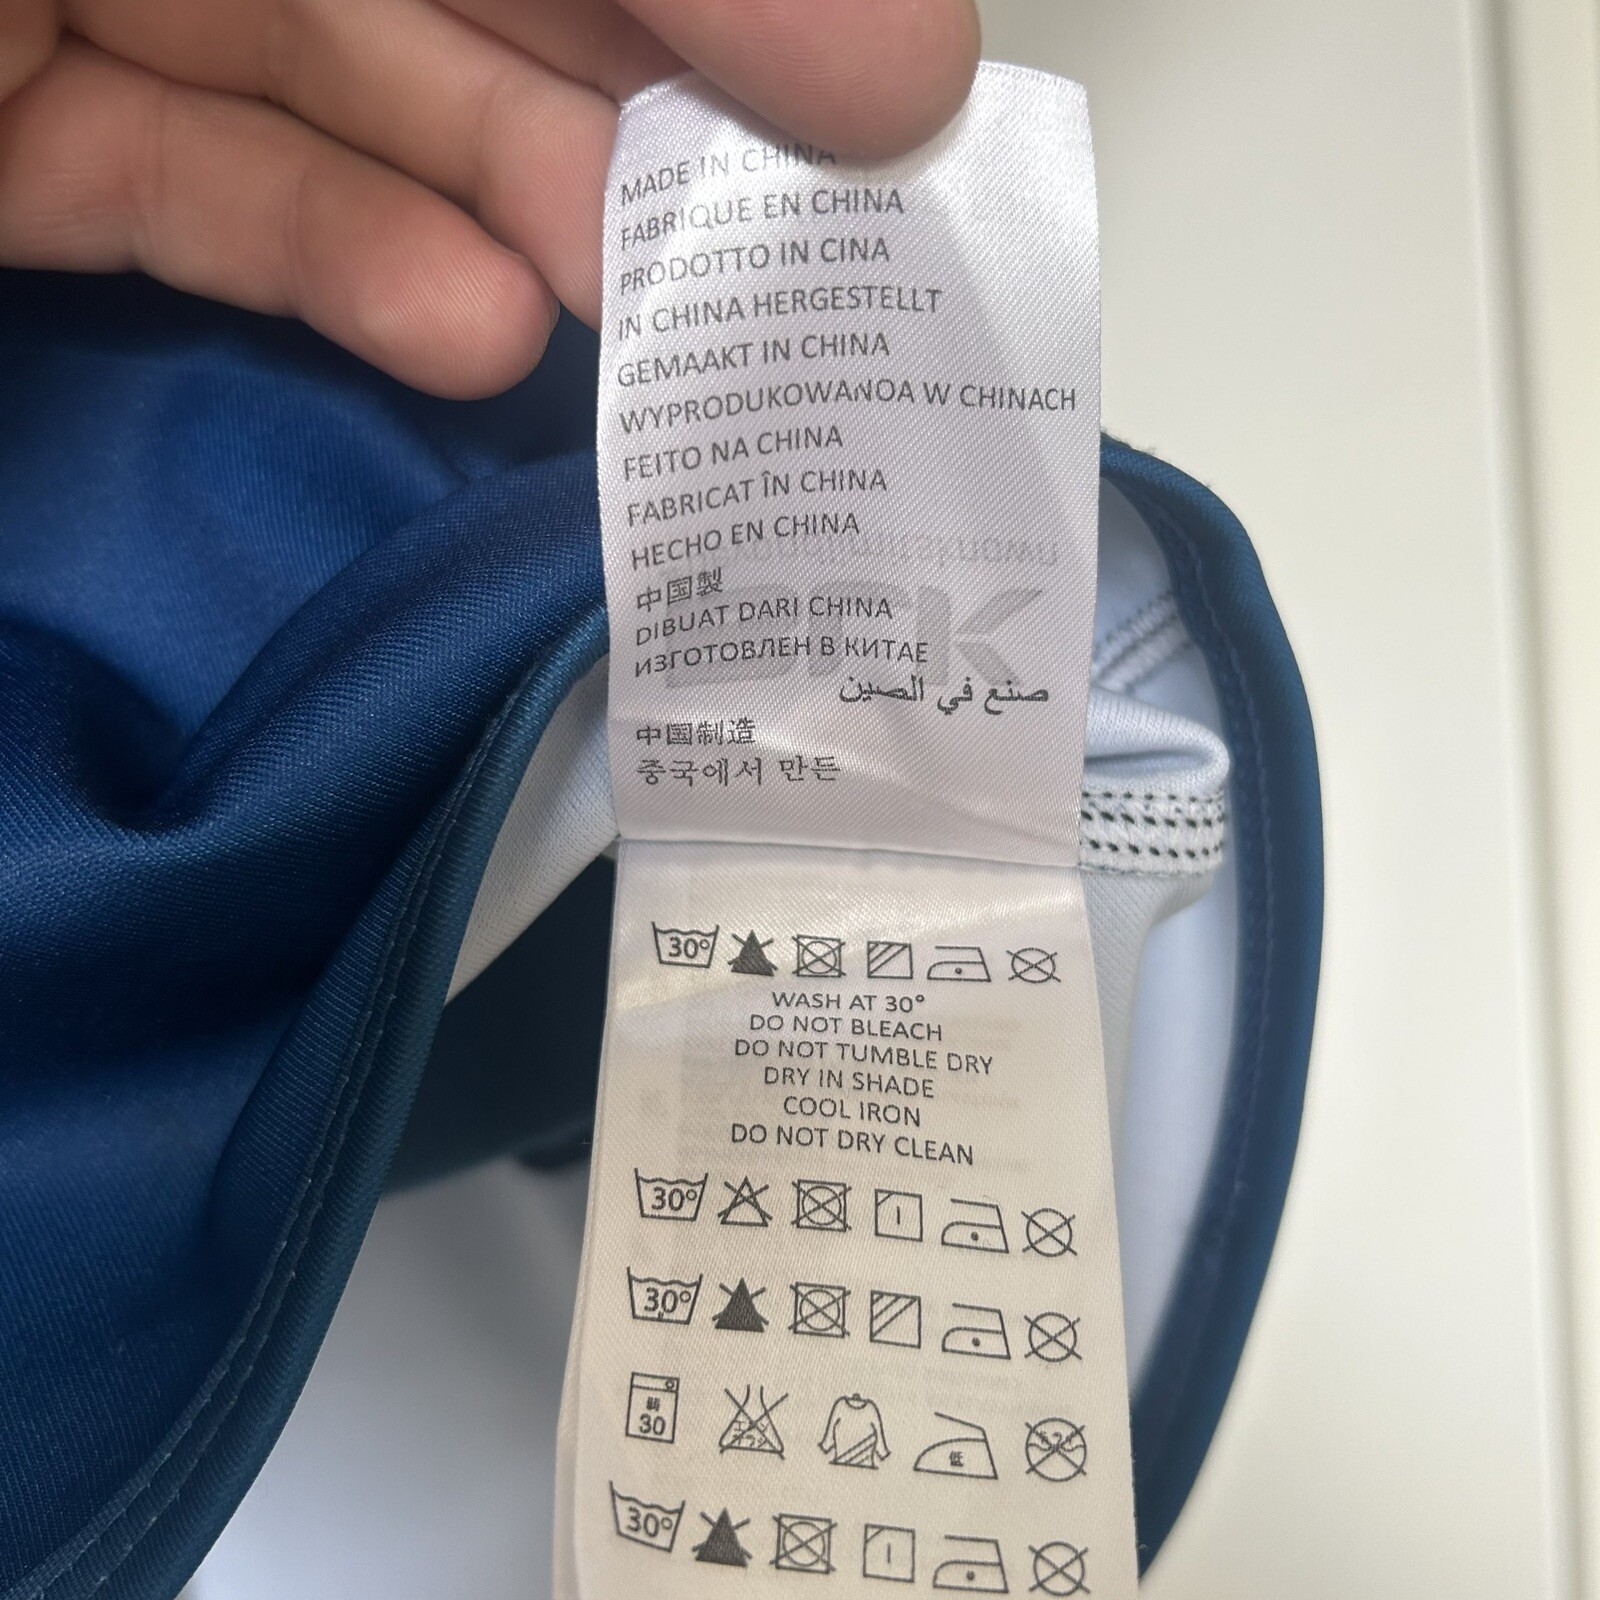 MADE IN CHINA
FABRIQUE EN CHINA
PRODOTTO IN CINA
IN CHINA HERGESTELLT
GEMAAKT IN CHINA
WYPRODUKOWANOA W CHINACH
FEITO NA CHINA
FABRICAT ÎN CHINA
HECHO EN CHINA
中国製
DIBUAT DARI CHINA
ИЗГОТОВЛЕН В КИТАЕ
صنع في الصين
中国制造
중국에서 만든
30°
WASH AT 30°
DO NOT BLEACH
DO NOT TUMBLE DRY
DRY IN SHADE
COOL IRON
DO NOT DRY CLEAN
30°
30°
30
低
30°